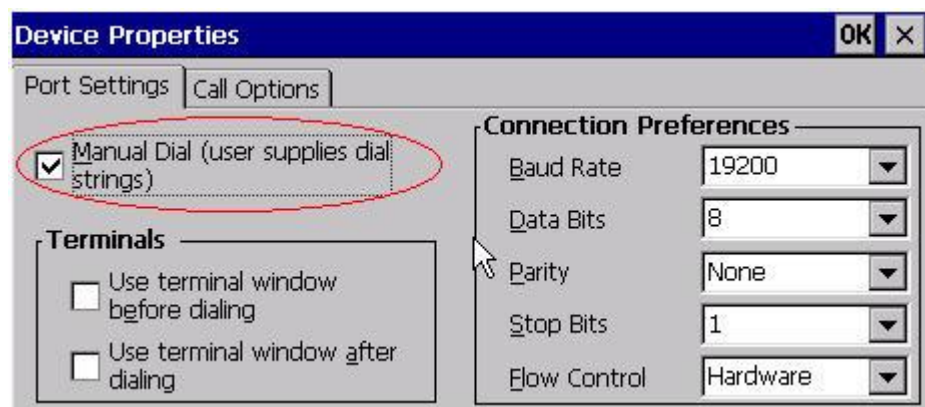 Device Properties OK ×
Port Settings Call Options
Manual Dial (user supplies dial
strings)
Terminals
Use terminal window
before dialing
Use terminal window after
dialing
Connection Preferences
Baud Rate 19200
Data Bits 8
Parity None
Stop Bits 1
Flow Control Hardware